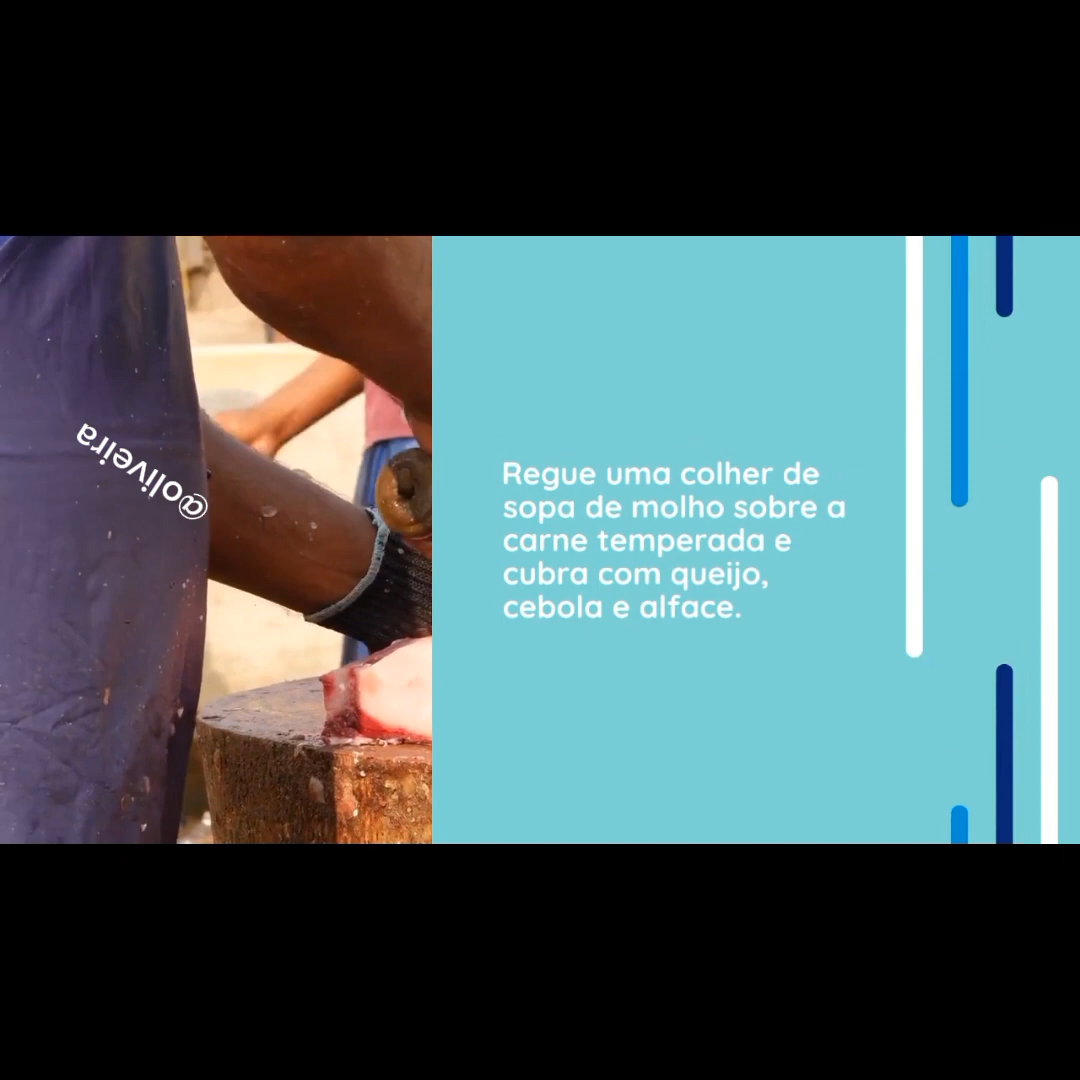 @oliveira
Regue uma colher de
sopa de molho sobre a
carne temperada e
cubra com queijo,
cebola e alface.